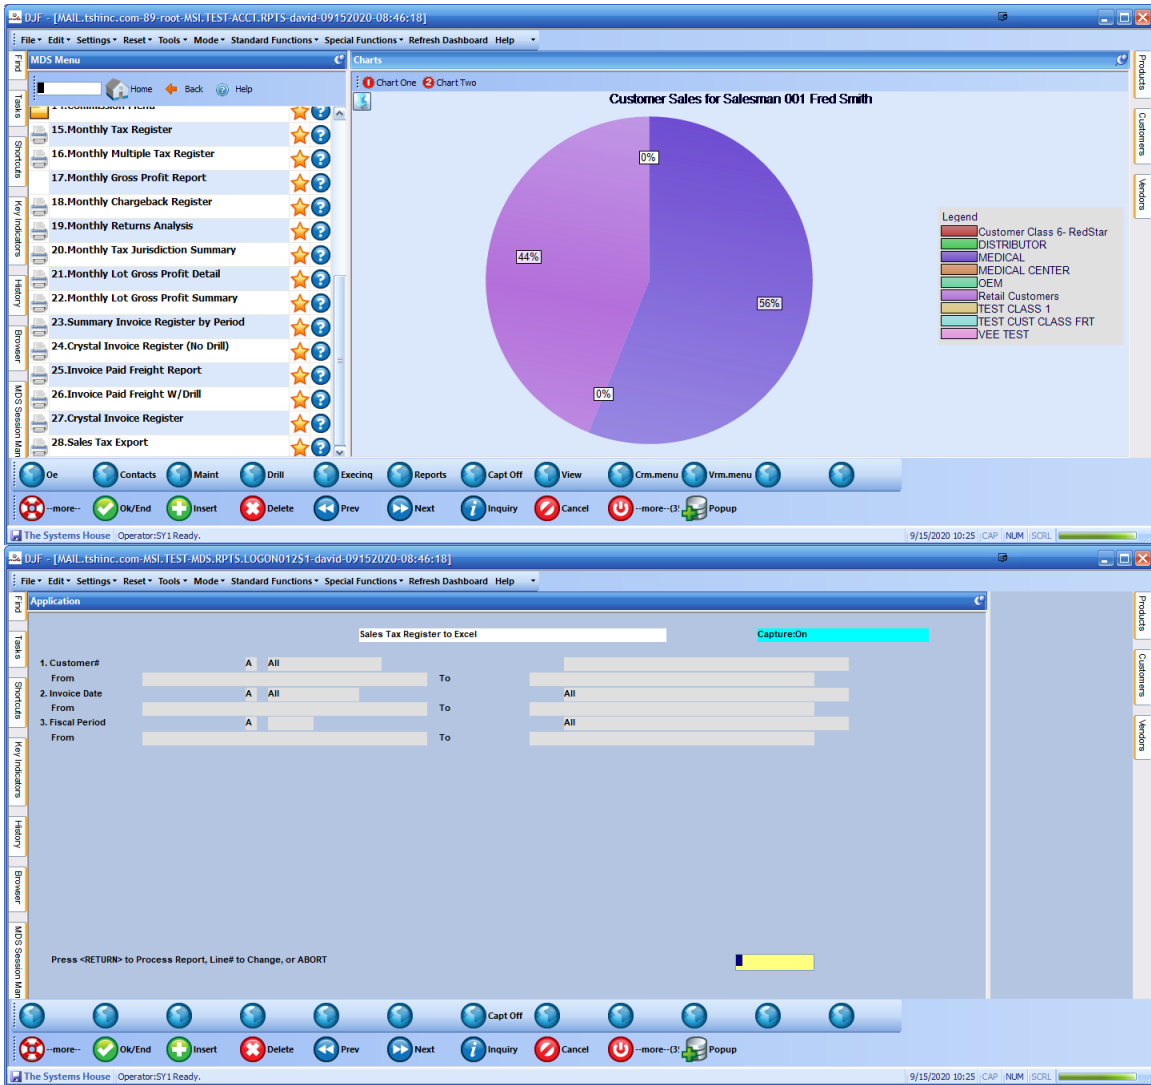 DJF - [MAIL.tshinc.com-89-root-MSI.TEST-ACCT.RPTS-david-09152020-08:46:18]
File Edit Settings Reset Tools Mode Standard Functions Special Functions Refresh Dashboard Help
Find
Tasks
Shortcuts
Key Indicators
History
Browser
MDS Session Man
MDS Menu
Home Back Help
14.Commission Menu
15.Monthly Tax Register
16.Monthly Multiple Tax Register
17.Monthly Gross Profit Report
18.Monthly Chargeback Register
19.Monthly Returns Analysis
20.Monthly Tax Jurisdiction Summary
21.Monthly Lot Gross Profit Detail
22.Monthly Lot Gross Profit Summary
23.Summary Invoice Register by Period
24.Crystal Invoice Register (No Drill)
25.Invoice Paid Freight Report
26.Invoice Paid Freight W/Drill
27.Crystal Invoice Register
28.Sales Tax Export
Charts
1 Chart One 2 Chart Two
Customer Sales for Salesman 001 Fred Smith
0%
44%
56%
0%
Legend
Customer Class 6- RedStar
DISTRIBUTOR
MEDICAL
MEDICAL CENTER
OEM
Retail Customers
TEST CLASS 1
TEST CUST CLASS FRT
VEE TEST
Products
Customers
Vendors
Oe Contacts Maint Drill Execinq Reports Capt Off View Crm.menu Vrm.menu
--more-- Ok/End Insert Delete Prev Next Inquiry Cancel --more--(3! Popup
The Systems House Operator:SY1 Ready. 9/15/2020 10:25 CAP NUM SCRL
DJF - [MAIL.tshinc.com-MSI.TEST-MDS.RPTS.LOGON012S1-david-09152020-08:46:18]
File Edit Settings Reset Tools Mode Standard Functions Special Functions Refresh Dashboard Help
Find
Tasks
Shortcuts
Key Indicators
History
Browser
MDS Session Man
Application
Sales Tax Register to Excel Capture:On
1. Customer# A All
From To
2. Invoice Date A All All
From To
3. Fiscal Period A All
From To
Press <RETURN> to Process Report, Line# to Change, or ABORT
Products
Customers
Vendors
Capt Off
--more-- Ok/End Insert Delete Prev Next Inquiry Cancel --more--(3! Popup
The Systems House Operator:SY1 Ready. 9/15/2020 10:25 CAP NUM SCRL